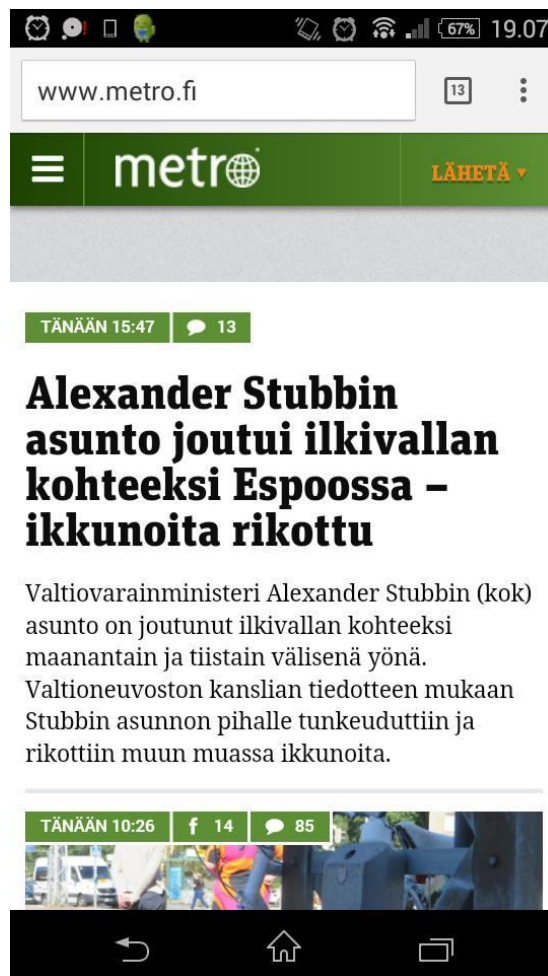 67% 19.07
www.metro.fi 13
metro LÄHETÄ
TÄNÄÄN 15:47 13
Alexander Stubbin
asunto joutui ilkivallan
kohteeksi Espoossa –
ikkunoita rikottu
Valtiovarainministeri Alexander Stubbin (kok)
asunto on joutunut ilkivallan kohteeksi
maanantain ja tiistain välisenä yönä.
Valtioneuvoston kanslian tiedotteen mukaan
Stubbin asunnon pihalle tunkeuduttiin ja
rikottiin muun muassa ikkunoita.
TÄNÄÄN 10:26 f 14 85